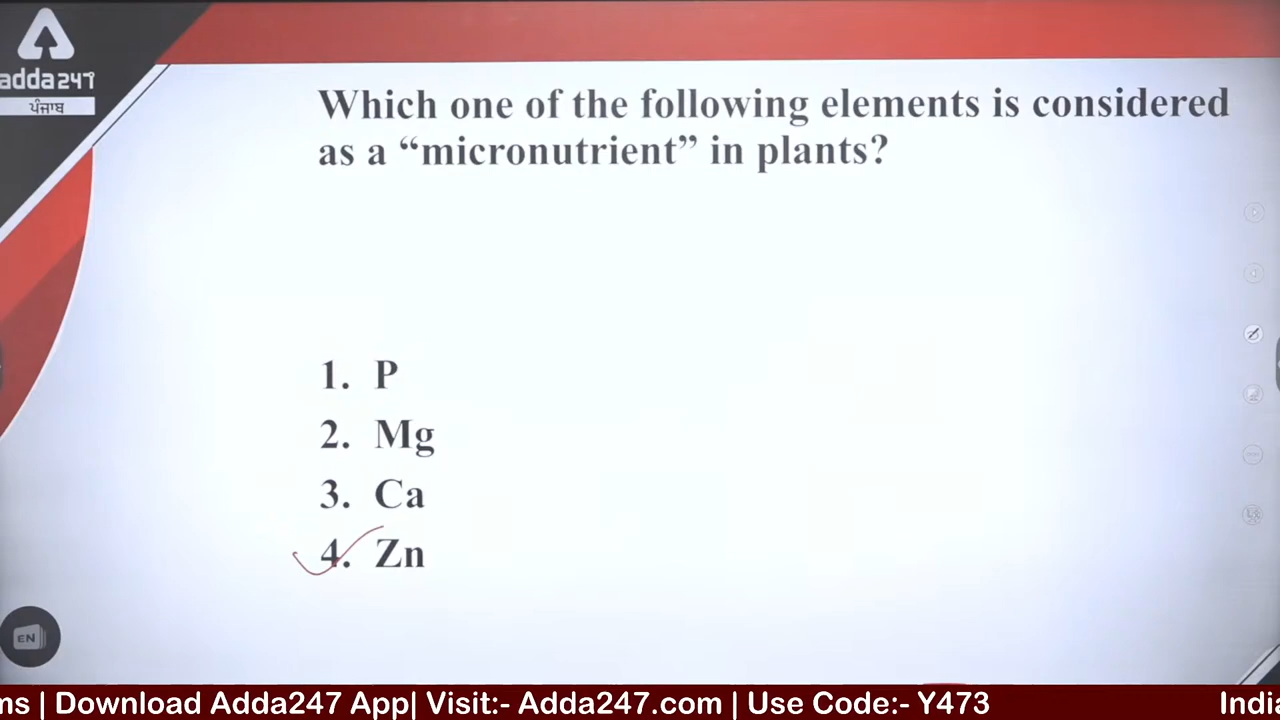 adda247
ਪੰਜਾਬ
Which one of the following elements is considered
as a “micronutrient” in plants?
1. P
2. Mg
3. Ca
4. Zn
EN
ms | Download Adda247 App| Visit:- Adda247.com | Use Code:- Y473 India